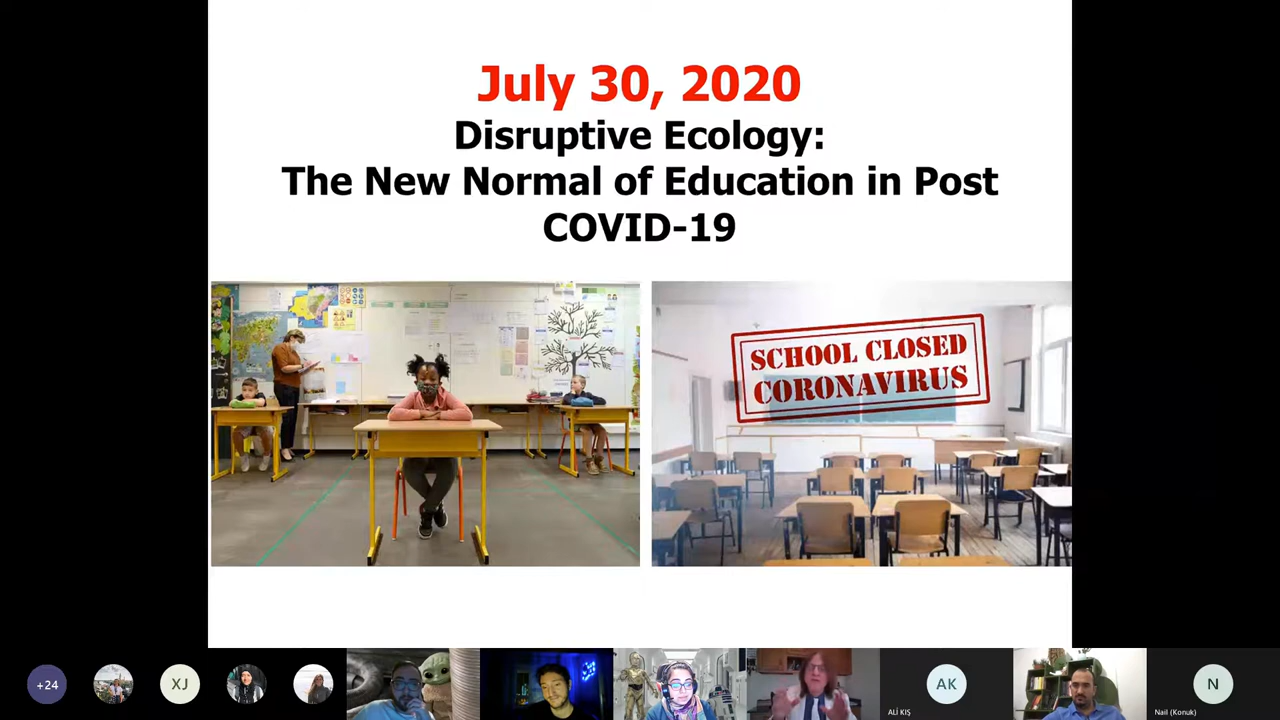 July 30, 2020
Disruptive Ecology:
The New Normal of Education in Post
COVID-19
SCHOOL CLOSED
CORONAVIRUS
+24
XJ
AK
ALİ KIŞ
N
Nail (Konuk)